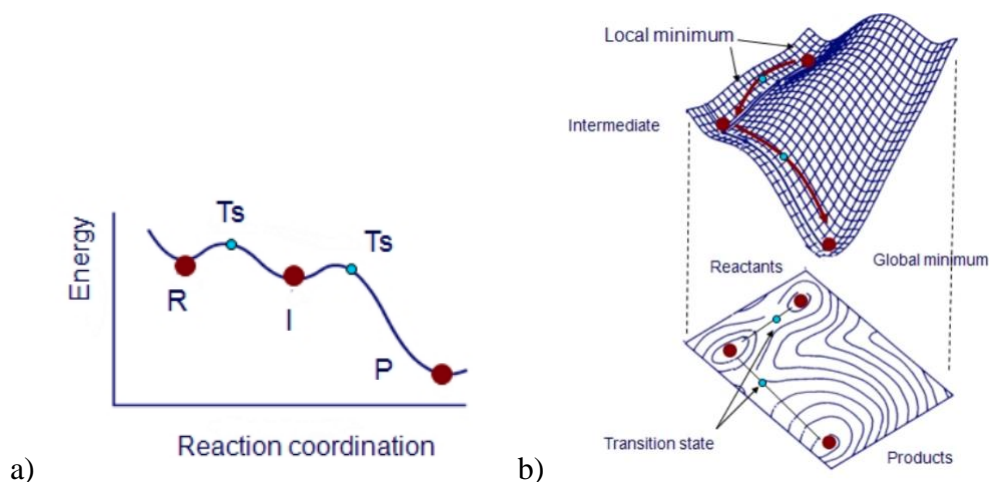 Energy
Ts
Ts
R
I
P
Reaction coordination
a)
Local minimum
Intermediate
Global minimum
Reactants
Transition state
Products
b)